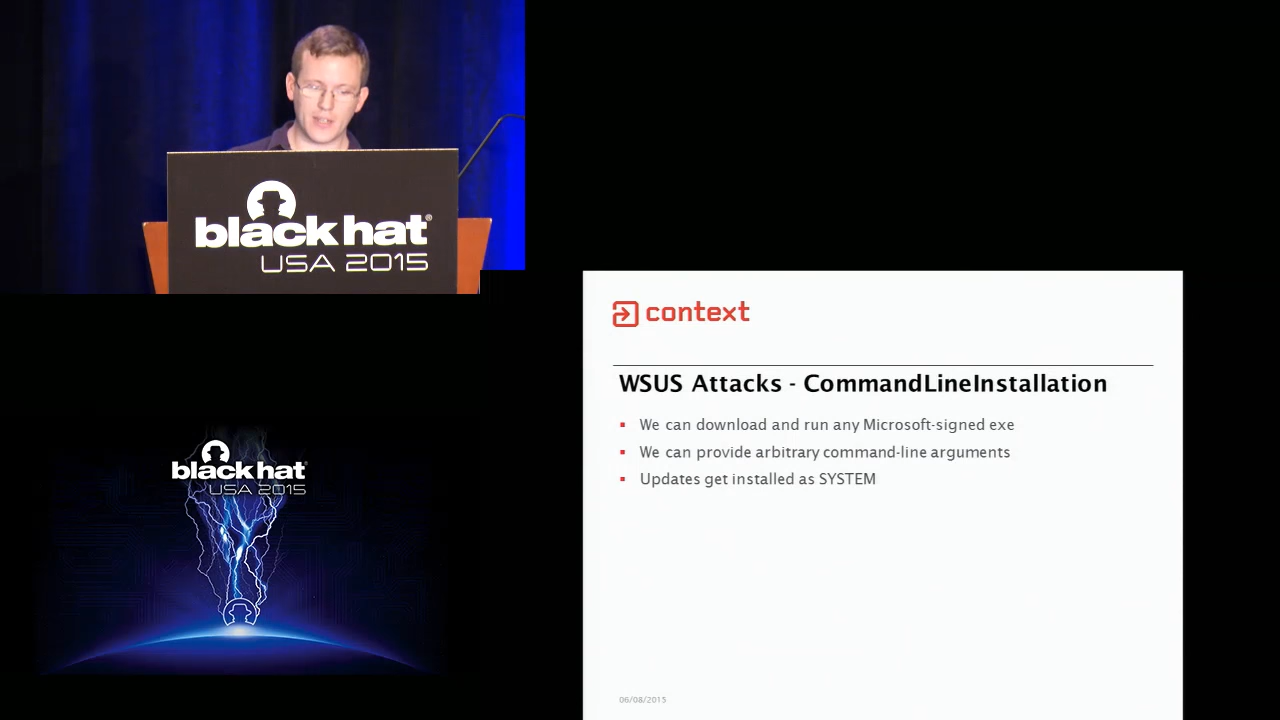 black hat®
USA 2015
context
WSUS Attacks - CommandLineInstallation
▪ We can download and run any Microsoft-signed exe
▪ We can provide arbitrary command-line arguments
▪ Updates get installed as SYSTEM
black hat
USA 2015
06/08/2015